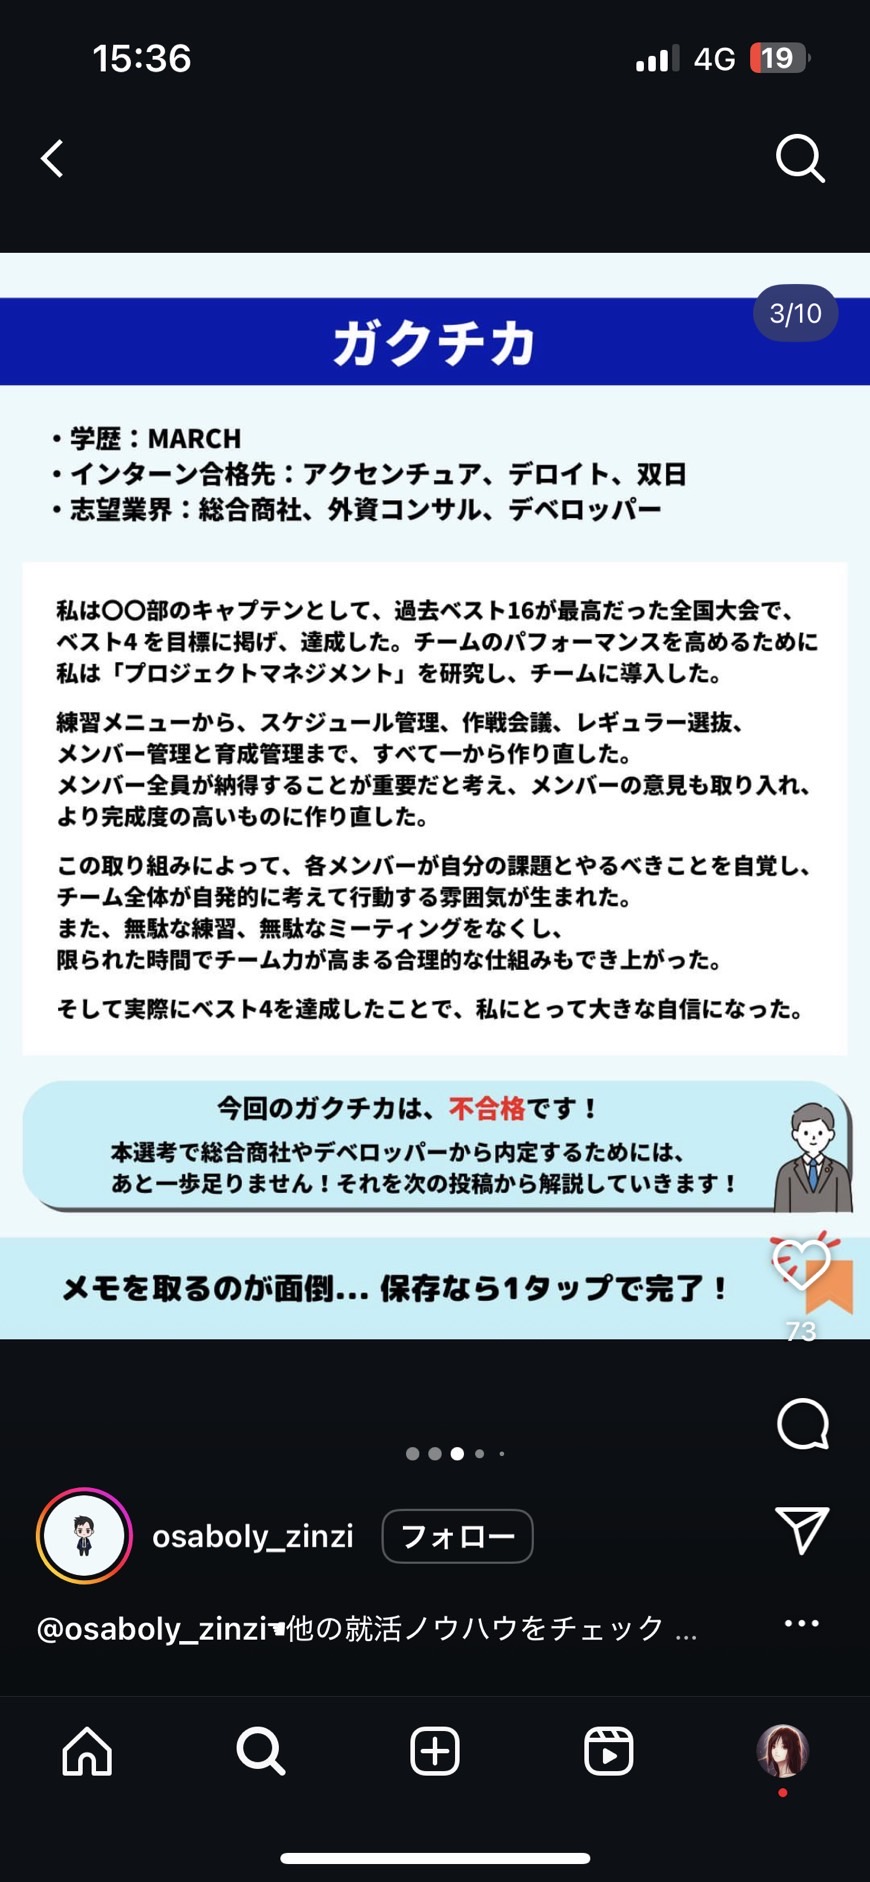 15:36
4G
19
3/10
ガクチカ
・学歴：MARCH
・インターン合格先：アクセンチュア、デロイト、双日
・志望業界：総合商社、外資コンサル、デベロッパー
私は〇〇部のキャプテンとして、過去ベスト16が最高だった全国大会で、
ベスト4 を目標に掲げ、達成した。チームのパフォーマンスを高めるために
私は「プロジェクトマネジメント」を研究し、チームに導入した。
練習メニューから、スケジュール管理、作戦会議、レギュラー選抜、
メンバー管理と育成管理まで、すべて一から作り直した。
メンバー全員が納得することが重要だと考え、メンバーの意見も取り入れ、
より完成度の高いものに作り直した。
この取り組みによって、各メンバーが自分の課題とやるべきことを自覚し、
チーム全体が自発的に考えて行動する雰囲気が生まれた。
また、無駄な練習、無駄なミーティングをなくし、
限られた時間でチーム力が高まる合理的な仕組みもでき上がった。
そして実際にベスト4を達成したことで、私にとって大きな自信になった。
今回のガクチカは、不合格です！
本選考で総合商社やデベロッパーから内定するためには、
あと一歩足りません！それを次の投稿から解説していきます！
メモを取るのが面倒... 保存なら1タップで完了！
73
osaboly_zinzi
フォロー
@osaboly_zinzi☚他の就活ノウハウをチェック ...